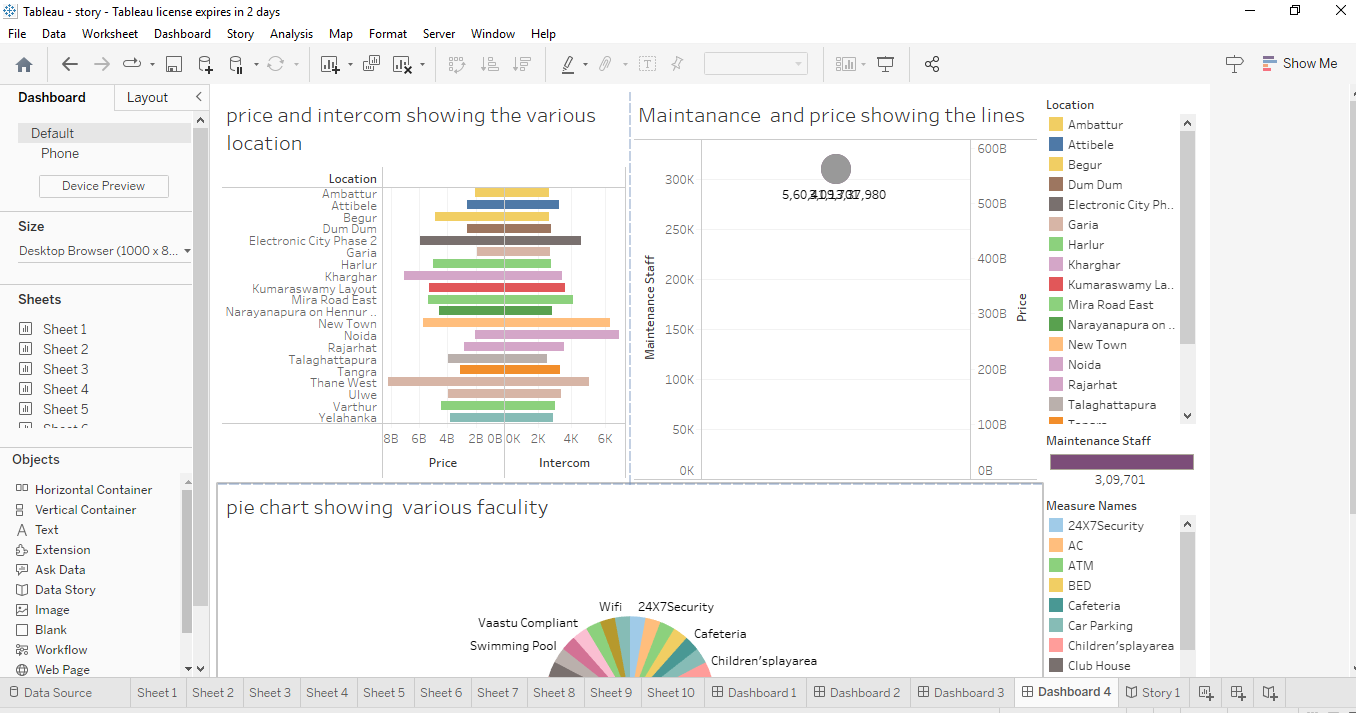 Tableau - story - Tableau license expires in 2 days
File Data Worksheet Dashboard Story Analysis Map Format Server Window Help
Show Me
Dashboard Layout
Default
Phone
Device Preview
Size
Desktop Browser (1000 x 8...
Sheets
Sheet 1
Sheet 2
Sheet 3
Sheet 4
Sheet 5
Objects
Horizontal Container
Vertical Container
Text
Extension
Ask Data
Data Story
Image
Blank
Workflow
Web Page
price and intercom showing the various
location
Location
Ambattur
Attibele
Begur
Dum Dum
Electronic City Phase 2
Garia
Harlur
Kharghar
Kumaraswamy Layout
Mira Road East
Narayanapura on Hennur ..
New Town
Noida
Rajarhat
Talaghattapura
Tangra
Thane West
Ulwe
Varthur
Yelahanka
8B 6B 4B 2B 0B 0K 2K 4K 6K
Price Intercom
Maintanance and price showing the lines
300K
250K
200K
150K
100K
50K
0K
Maintenance Staff
600B
500B
400B
300B
200B
100B
0B
Price
pie chart showing various faculity
Wifi 24X7Security
Vaastu Compliant
Cafeteria
Swimming Pool
Children'splayarea
Location
Ambattur
Attibele
Begur
Dum Dum
Electronic City Ph..
Garia
Harlur
Kharghar
Kumaraswamy La..
Mira Road East
Narayanapura on ..
New Town
Noida
Rajarhat
Talaghattapura
Tangra
Maintenance Staff
3,09,701
Measure Names
24X7Security
AC
ATM
BED
Cafeteria
Car Parking
Children'splayarea
Club House
Data Source Sheet 1 Sheet 2 Sheet 3 Sheet 4 Sheet 5 Sheet 6 Sheet 7 Sheet 8 Sheet 9 Sheet 10 Dashboard 1 Dashboard 2 Dashboard 3 Dashboard 4 Story 1